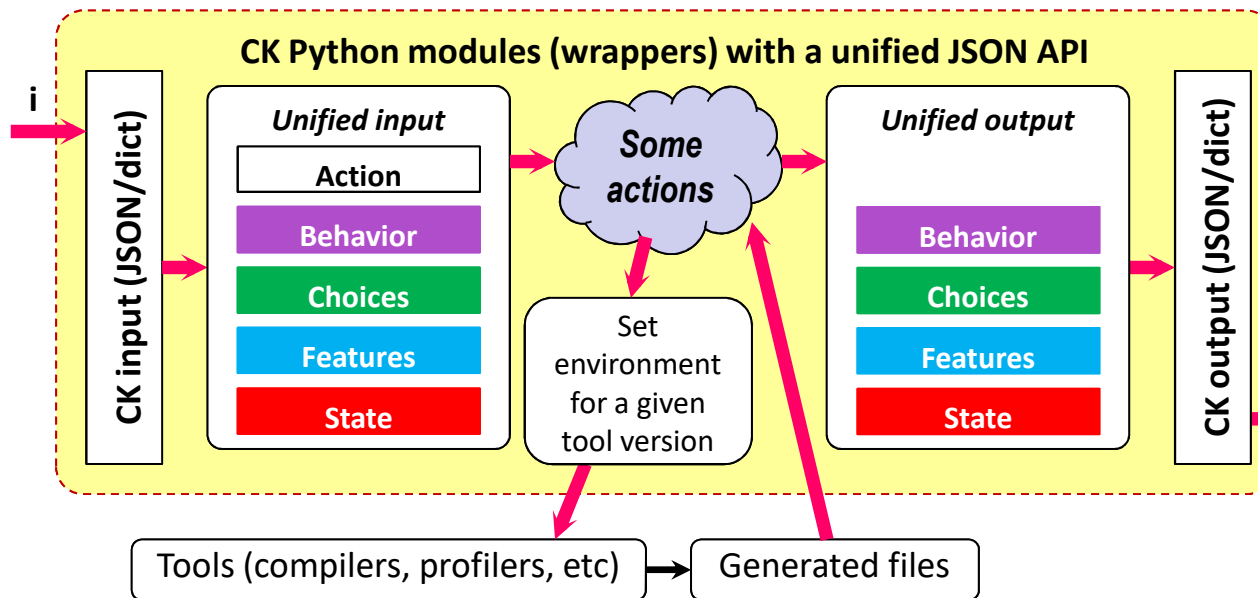 CK Python modules (wrappers) with a unified JSON API
i
CK input (JSON/dict)
Unified input
Action
Behavior
Choices
Features
State
Some
actions
Set
environment
for a given
tool version
Unified output
Behavior
Choices
Features
State
CK output (JSON/dict)
Tools (compilers, profilers, etc)
Generated files